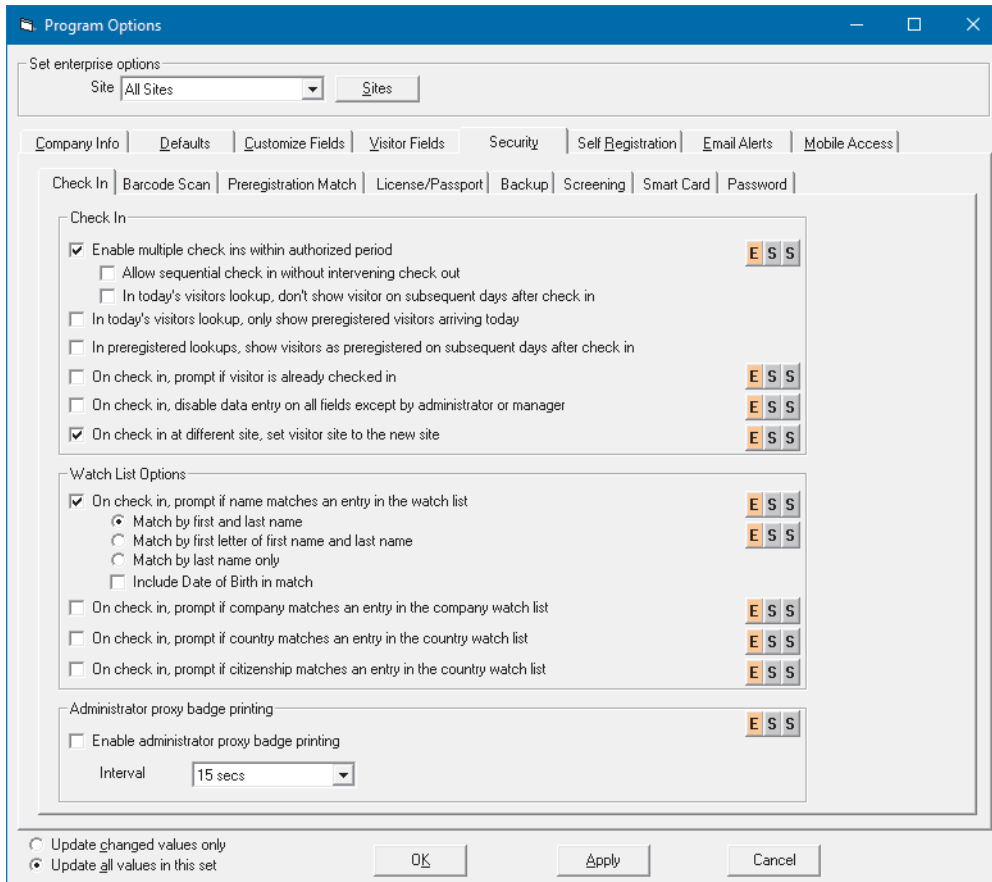 Program Options
Set enterprise options
Site All Sites Sites
Company Info Defaults Customize Fields Visitor Fields Security Self Registration Email Alerts Mobile Access
Check In Barcode Scan Preregistration Match License/Passport Backup Screening Smart Card Password
Check In
Enable multiple check ins within authorized period E S S
Allow sequential check in without intervening check out
In today's visitors lookup, don't show visitor on subsequent days after check in
In today's visitors lookup, only show preregistered visitors arriving today
In preregistered lookups, show visitors as preregistered on subsequent days after check in
On check in, prompt if visitor is already checked in E S S
On check in, disable data entry on all fields except by administrator or manager E S S
On check in at different site, set visitor site to the new site E S S
Watch List Options
On check in, prompt if name matches an entry in the watch list E S S
Match by first and last name
Match by first letter of first name and last name E S S
Match by last name only
Include Date of Birth in match
On check in, prompt if company matches an entry in the company watch list E S S
On check in, prompt if country matches an entry in the country watch list E S S
On check in, prompt if citizenship matches an entry in the country watch list E S S
Administrator proxy badge printing E S S
Enable administrator proxy badge printing
Interval 15 secs
Update changed values only
Update all values in this set
OK Apply Cancel